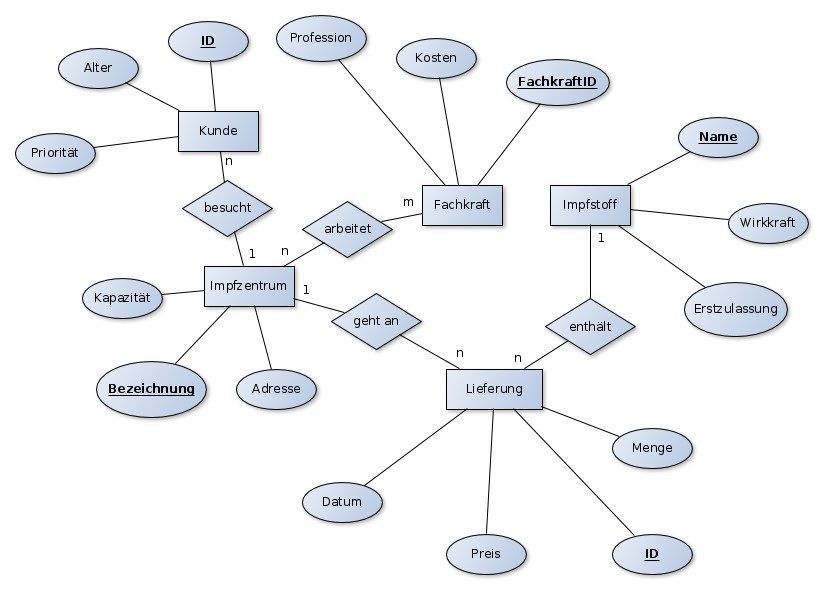 Profession
ID
Kosten
Alter
FachkraftID
Kunde
Name
Priorität
n
m
Fachkraft
Impfstoff
besucht
Wirkkraft
arbeitet
1
1
n
Impfzentrum
1
Kapazität
Erstzulassung
geht an
enthält
n
n
Bezeichnung
Adresse
Lieferung
Menge
Datum
Preis
ID